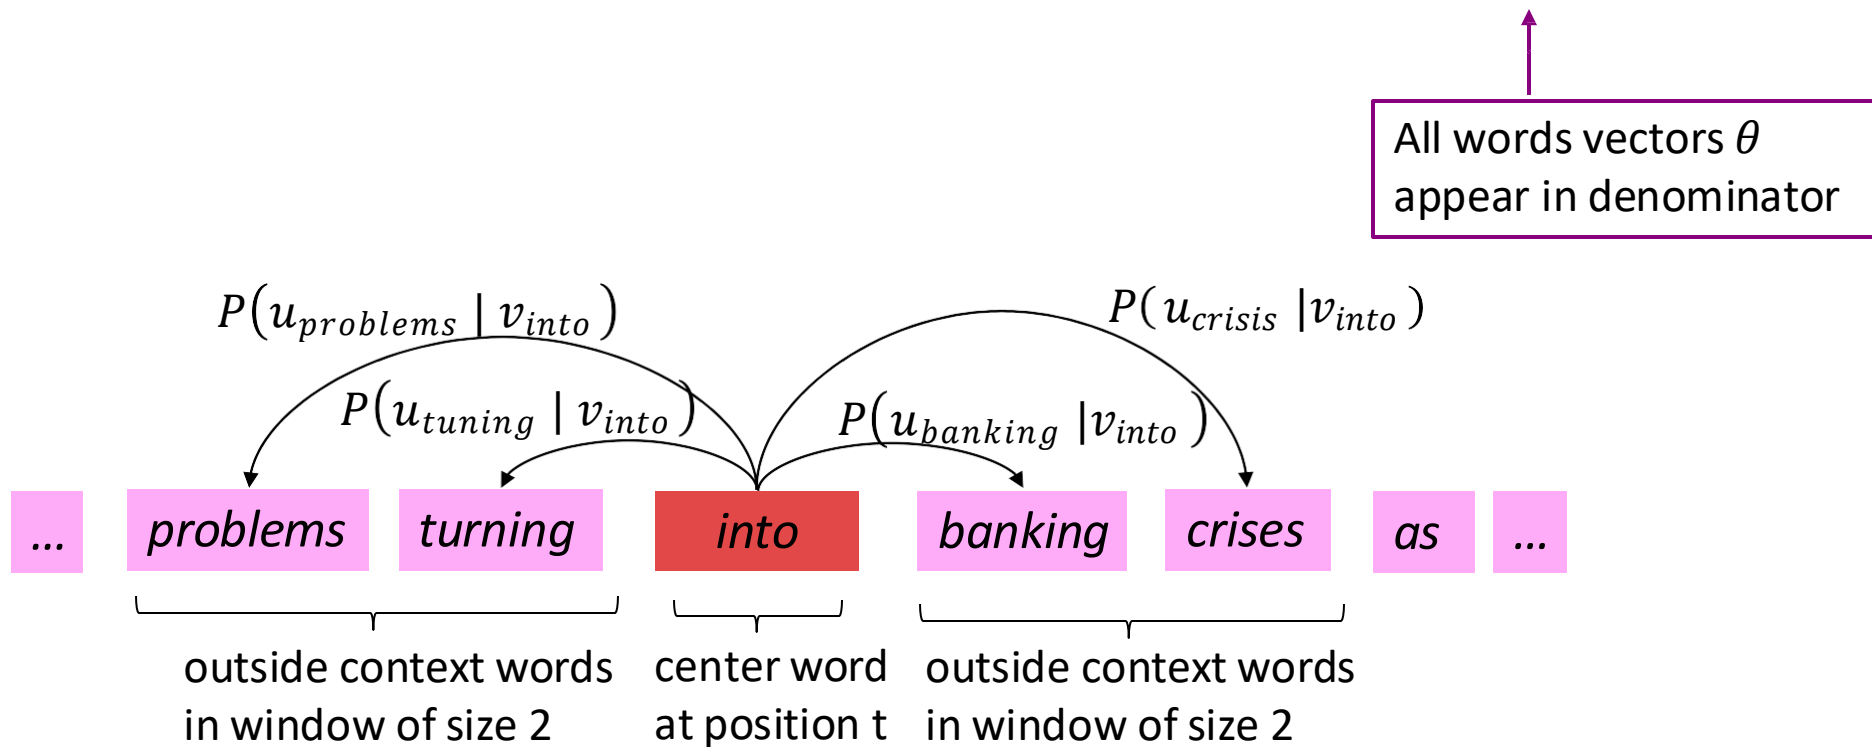 All words vectors θ
appear in denominator
P(u_problems | v_into)
P(u_crisis |v_into)
P(u_tuning | v_into)
P(u_banking |v_into)
... problems turning into banking crises as ...
outside context words
in window of size 2
center word
at position t
outside context words
in window of size 2